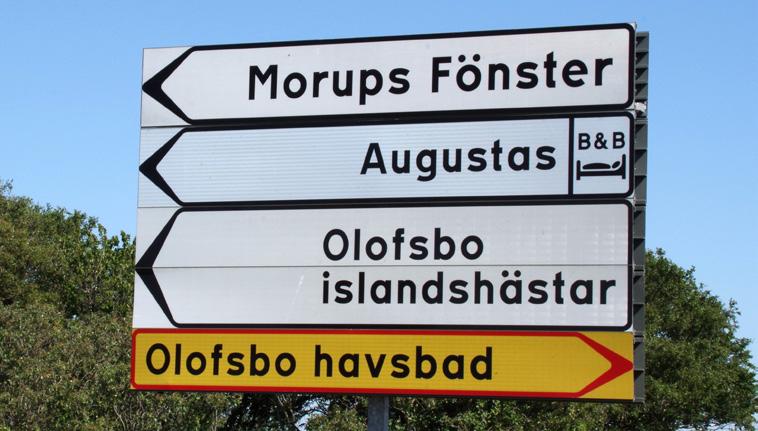 Morups Fönster
Augustas B&B
Olofsbo
islandshästar
Olofsbo havsbad